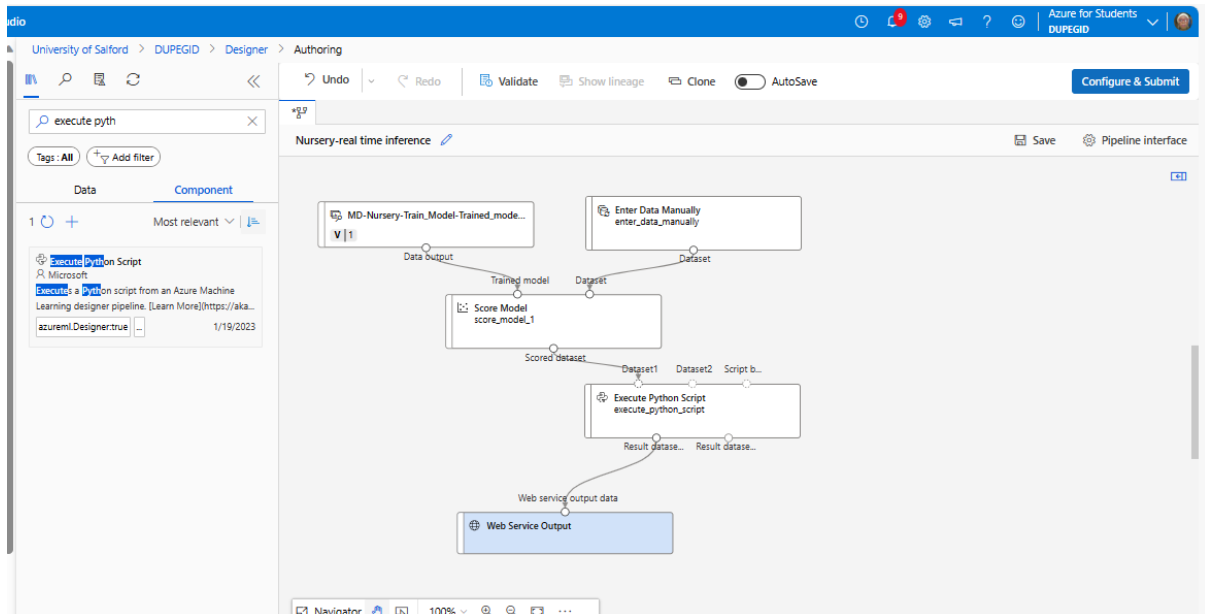 udio
9
Azure for Students
DUPEGID
University of Salford > DUPEGID > Designer > Authoring
Undo
Redo
Validate
Show lineage
Clone
AutoSave
Configure & Submit
execute pyth
Tags : All
Add filter
Data
Component
1
Most relevant
Execute Python Script
Microsoft
Executes a Python script from an Azure Machine
Learning designer pipeline. [Learn More](https://aka...
azureml.Designer:true
...
1/19/2023
Nursery-real time inference
Save
Pipeline interface
MD-Nursery-Train_Model-Trained_mode...
V | 1
Data output
Enter Data Manually
enter_data_manually
Dataset
Trained model
Dataset
Score Model
score_model_1
Scored dataset
Dataset1
Dataset2
Script b...
Execute Python Script
execute_python_script
Result datase...
Result datase...
Web service output data
Web Service Output
Navigator
100%
...